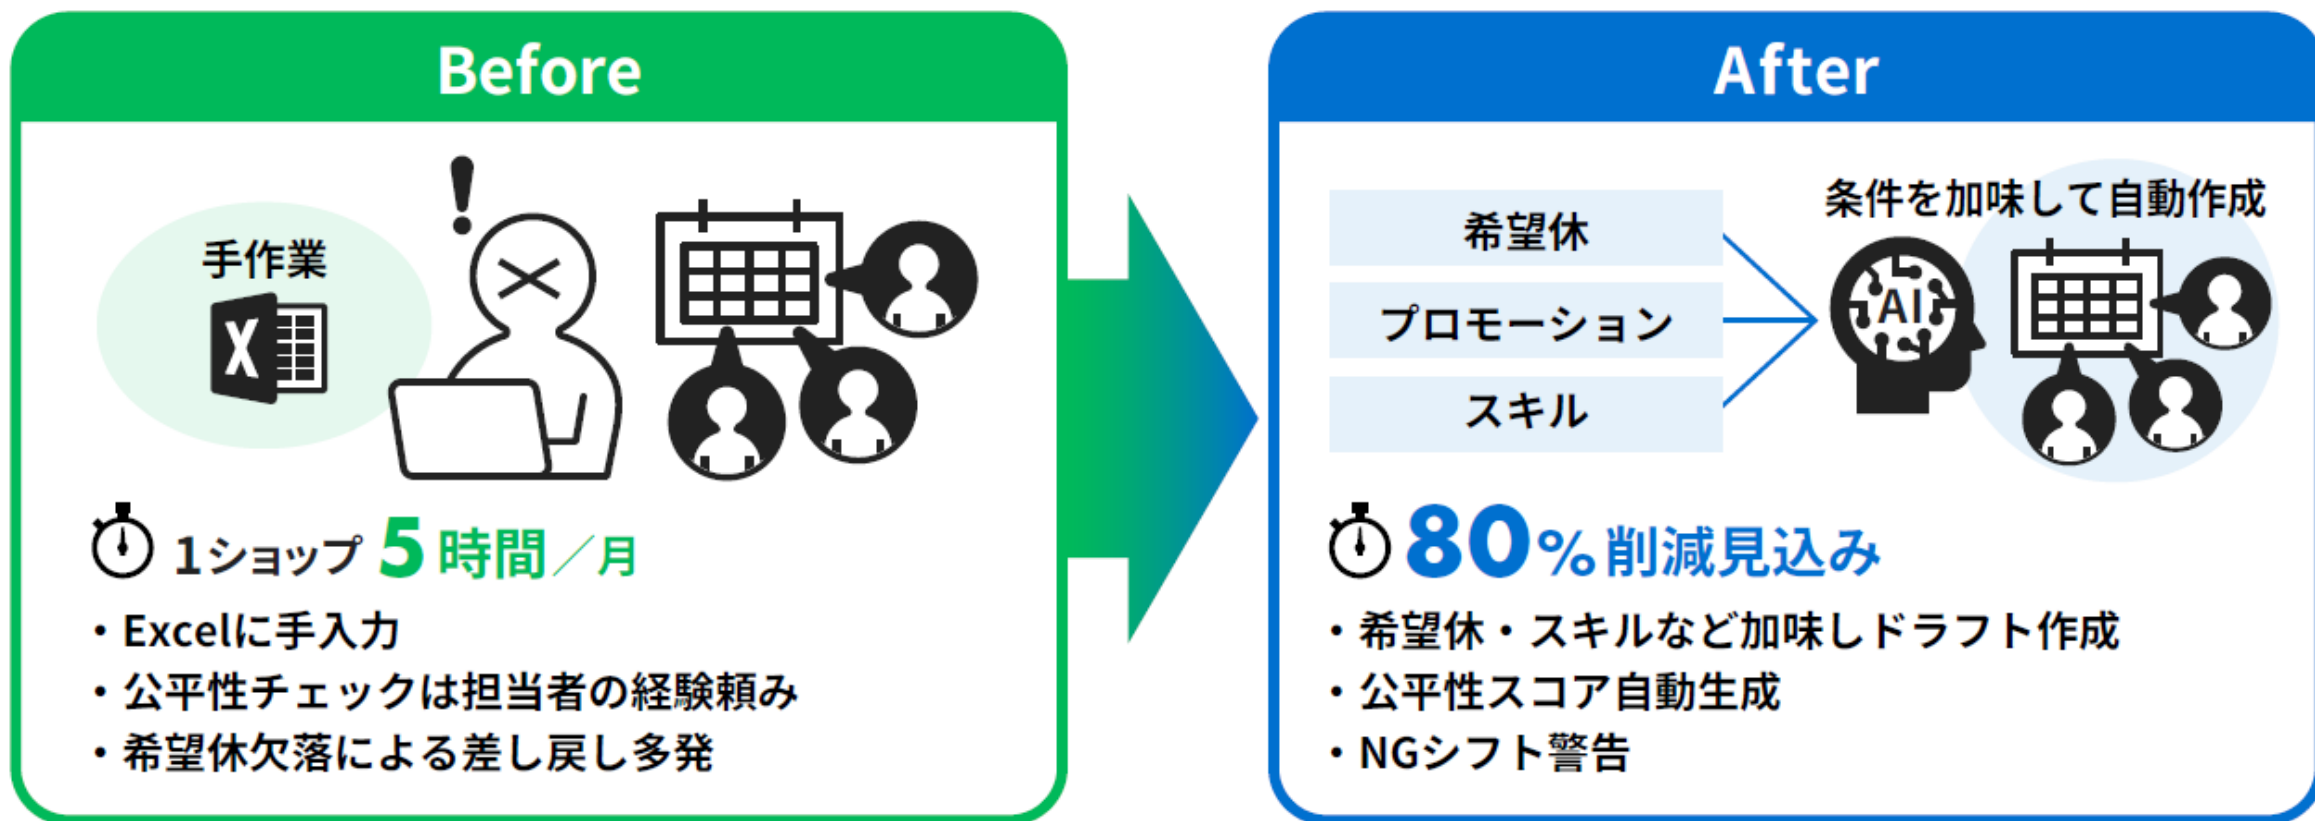 Before
手作業
X
1ショップ 5時間／月
・Excelに手入力
・公平性チェックは担当者の経験頼み
・希望休欠落による差し戻し多発
After
希望休
プロモーション
スキル
条件を加味して自動作成
AI
80%削減見込み
・希望休・スキルなど加味しドラフト作成
・公平性スコア自動生成
・NGシフト警告